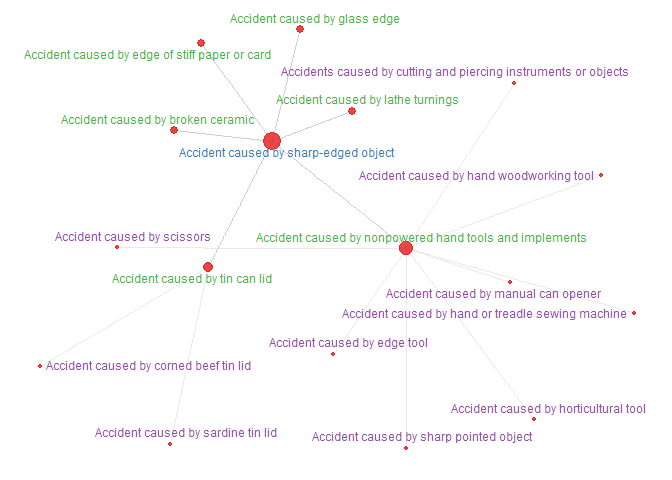 Accident caused by glass edge
Accident caused by edge of stiff paper or card
Accidents caused by cutting and piercing instruments or objects
Accident caused by lathe turnings
Accident caused by broken ceramic
Accident caused by sharp-edged object
Accident caused by hand woodworking tool
Accident caused by scissors
Accident caused by nonpowered hand tools and implements
Accident caused by tin can lid
Accident caused by manual can opener
Accident caused by hand or treadle sewing machine
Accident caused by edge tool
Accident caused by corned beef tin lid
Accident caused by horticultural tool
Accident caused by sardine tin lid
Accident caused by sharp pointed object